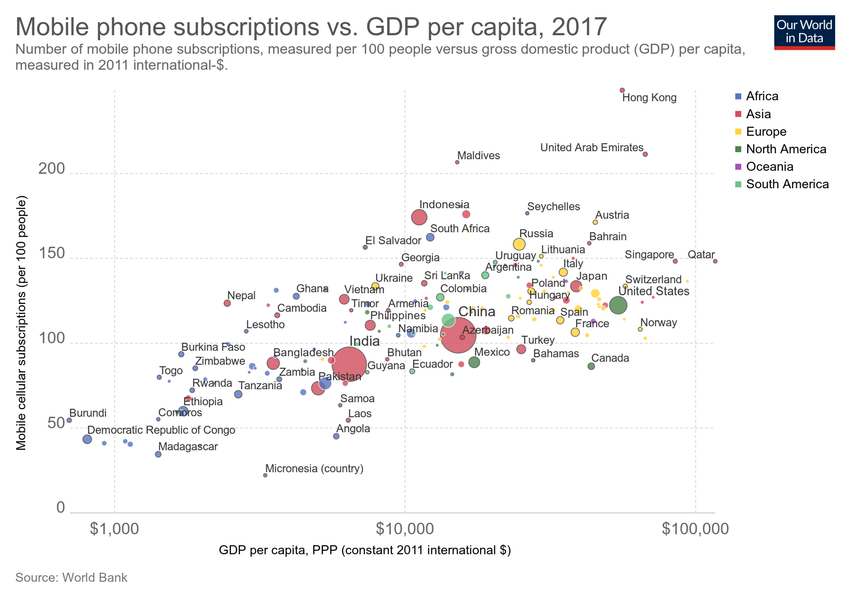 Mobile phone subscriptions vs. GDP per capita, 2017
Number of mobile phone subscriptions, measured per 100 people versus gross domestic product (GDP) per capita,
measured in 2011 international-$.
Our World
in Data
Hong Kong
Africa
Asia
Europe
North America
Oceania
South America
United Arab Emirates
Maldives
200
Indonesia
Seychelles
Austria
South Africa
Russia
Bahrain
El Salvador
Lithuania
Georgia
Uruguay
Singapore
Qatar
150
Italy
Argentina
Ukraine
Sri Lanka
Poland
Japan
Switzerland
Ghana
Vietnam
Colombia
Hungary
United States
Nepal
Timor
Armenia
Cambodia
China
Romania
Spain
Philippines
Lesotho
Namibia
Azerbaijan
France
Norway
100
India
Turkey
Burkina Faso
Bangladesh
Bhutan
Mexico
Bahamas
Zimbabwe
Guyana
Ecuador
Canada
Togo
Zambia
Pakistan
Rwanda
Tanzania
Ethiopia
Samoa
Burundi
Comoros
Laos
50
Democratic Republic of Congo
Angola
Madagascar
Micronesia (country)
0
$1,000
$10,000
$100,000
Mobile cellular subscriptions (per 100 people)
GDP per capita, PPP (constant 2011 international $)
Source: World Bank